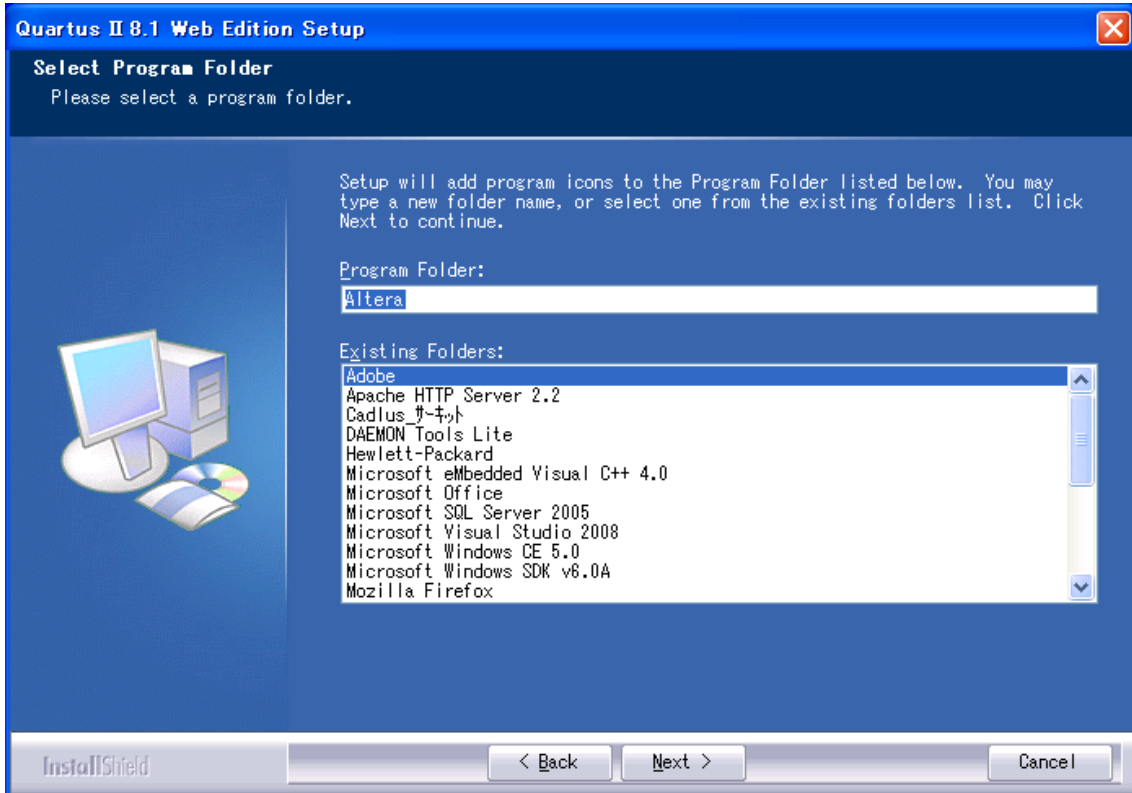 Quartus II 8.1 Web Edition Setup
Select Program Folder
Please select a program folder.
Setup will add program icons to the Program Folder listed below.  You may
type a new folder name, or select one from the existing folders list.  Click
Next to continue.
Program Folder:
Altera
Existing Folders:
Adobe
Apache HTTP Server 2.2
Cadlus_ｻｰｷｯﾄ
DAEMON Tools Lite
Hewlett-Packard
Microsoft eMbedded Visual C++ 4.0
Microsoft Office
Microsoft SQL Server 2005
Microsoft Visual Studio 2008
Microsoft Windows CE 5.0
Microsoft Windows SDK v6.0A
Mozilla Firefox
InstallShield
< Back
Next >
Cancel